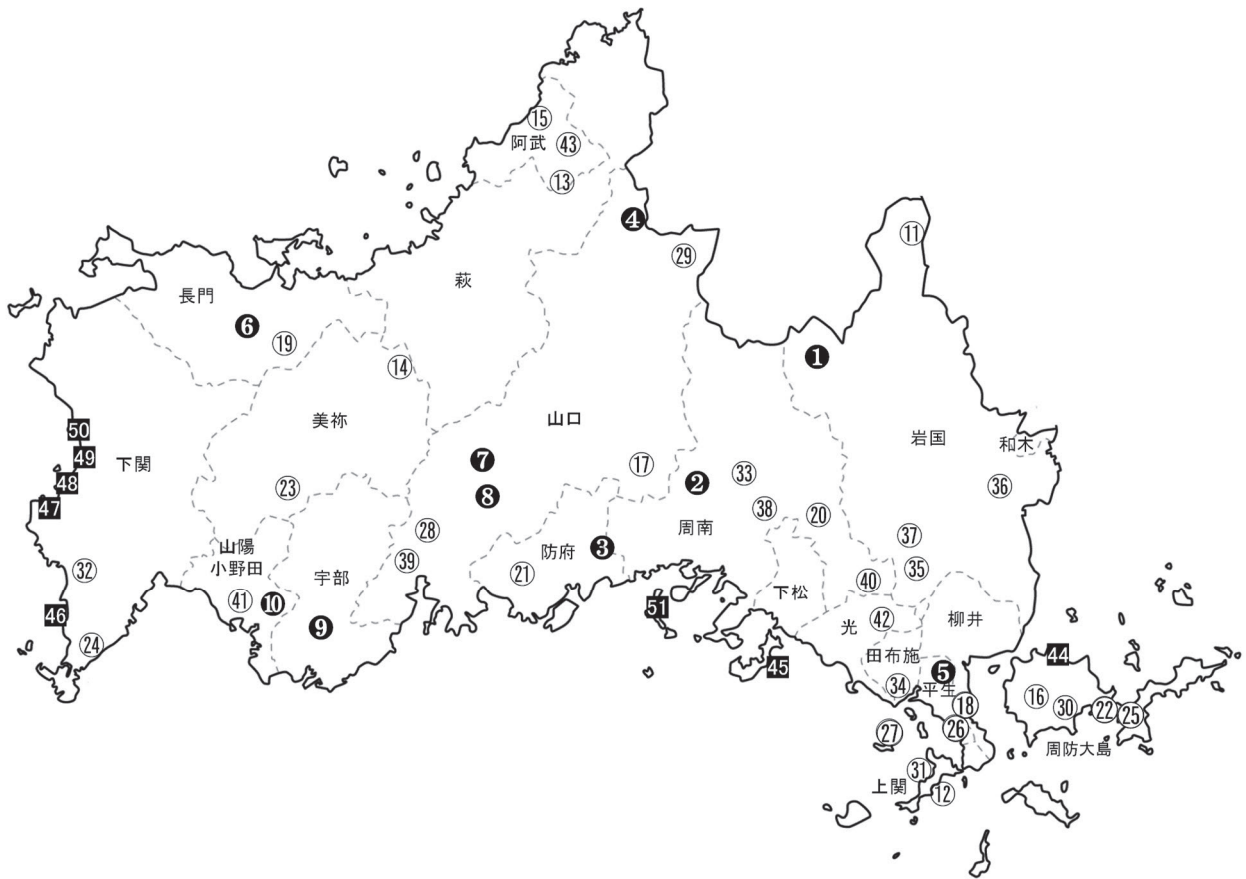 ⑮
阿武 ㊸
⑬
❹
⑪
㉙
萩
長門
❻
⑲
❶
⑭
美祢
山口
50
岩国
和木
49
下関
❼
⑰
㉝
48
㉓
❽
❷
㊱
47
㊳
⑳
㉘
周南
㊲
山陽
小野田
防府
❸
㊴
㉜
宇部
㉑
㉟
㊵
下松
㊶
❿
51
46
❾
光
㊷
柳井
㉔
田布施
44
45
❺
㉞
平生
⑯
⑱
㉚
㉒
㉕
㉗
㉖
周防大島
㉛
上関
⑫